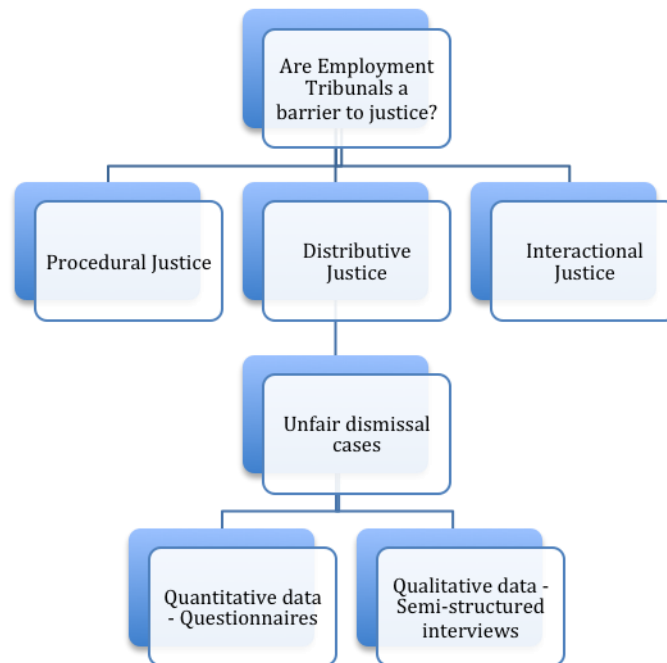 Are Employment
Tribunals a
barrier to justice?
Procedural Justice
Distributive
Justice
Interactional
Justice
Unfair dismissal
cases
Quantitative data
- Questionnaires
Qualitative data -
Semi-structured
interviews